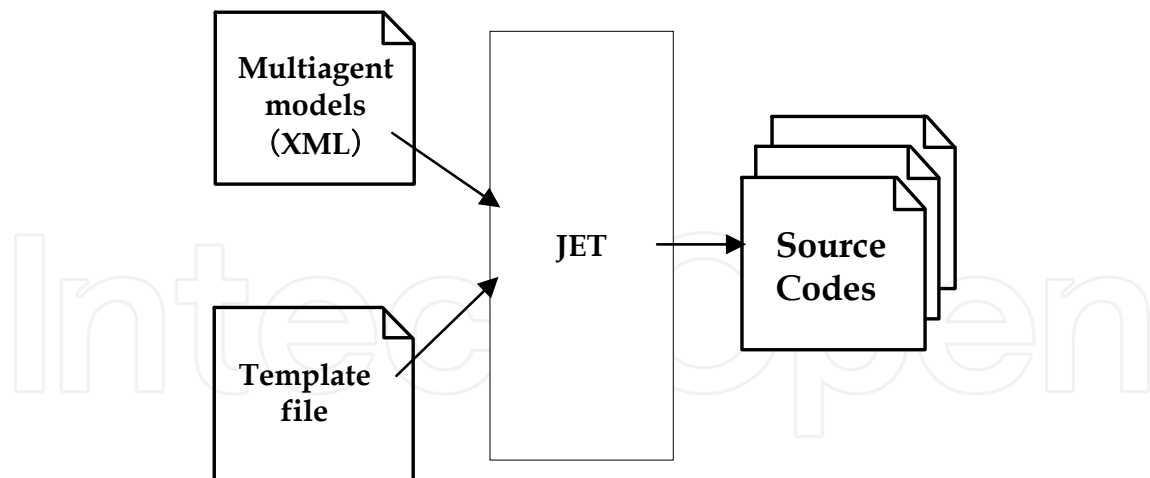 Multiagent
models
（XML）
JET
Source
Codes
Template
file
IntechOpen